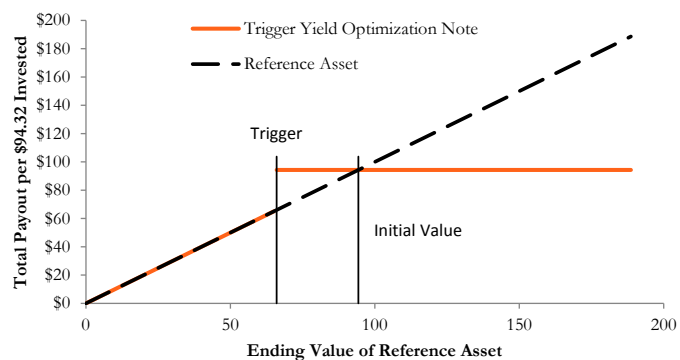 Total Payout per $94.32 Invested
$200
$180
$160
$140
$120
$100
$80
$60
$40
$20
$0
Trigger Yield Optimization Note
Reference Asset
Trigger
Initial Value
0
50
100
150
200
Ending Value of Reference Asset